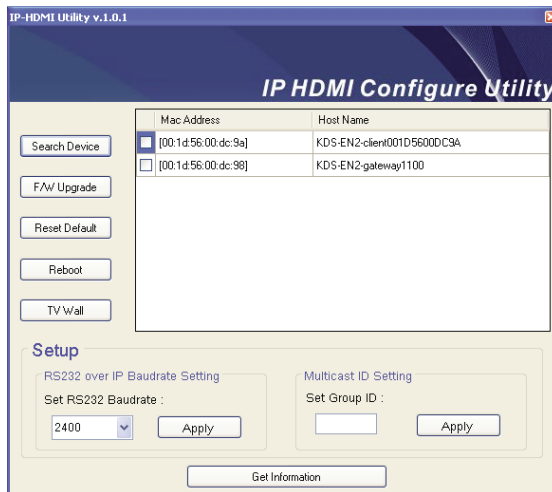 IP-HDMI Utility v.1.0.1
IP HDMI Configure Utility
Mac Address Host Name
Search Device
[00:1d:56:00:dc:9a] KDS-EN2-client001D5600DC9A
[00:1d:56:00:dc:98] KDS-EN2-gateway1100
F/W Upgrade
Reset Default
Reboot
TV Wall
Setup
RS232 over IP Baudrate Setting Multicast ID Setting
Set RS232 Baudrate : Set Group ID :
2400 Apply Apply
Get Information